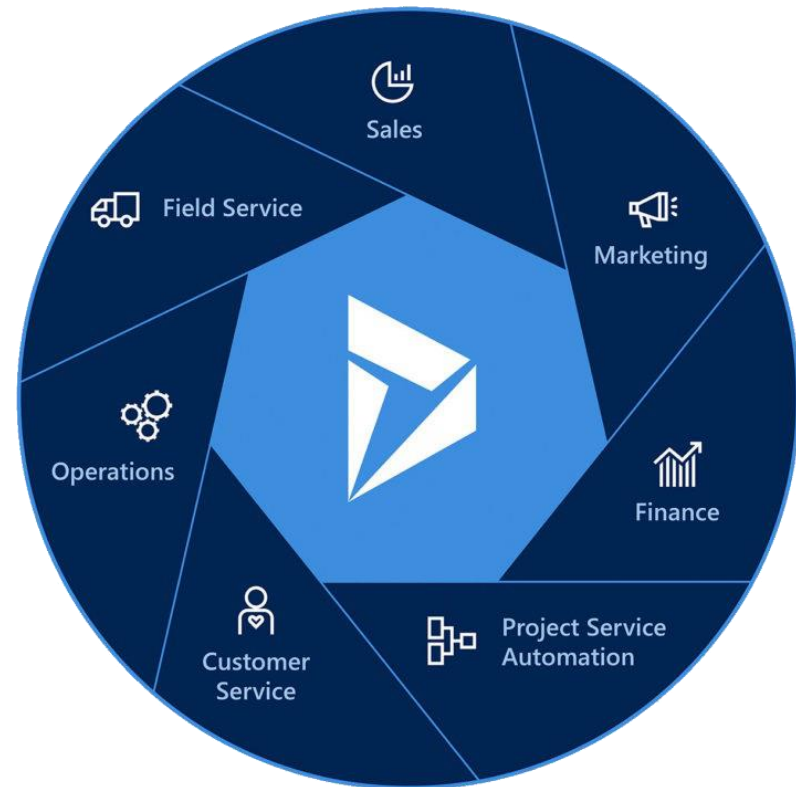 Sales
Marketing
Finance
Project Service
Automation
Customer
Service
Operations
Field Service